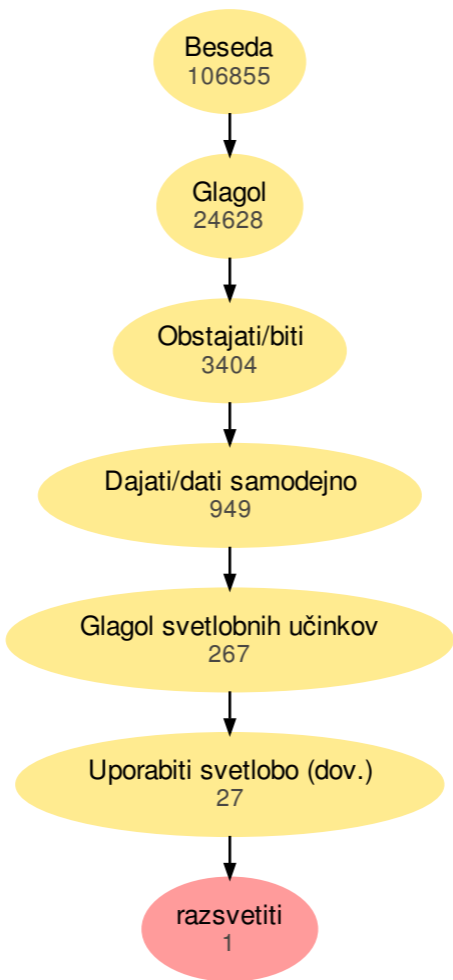 Beseda
106855
Glagol
24628
Obstajati/biti
3404
Dajati/dati samodejno
949
Glagol svetlobnih učinkov
267
Uporabiti svetlobo (dov.)
27
razsvetiti
1